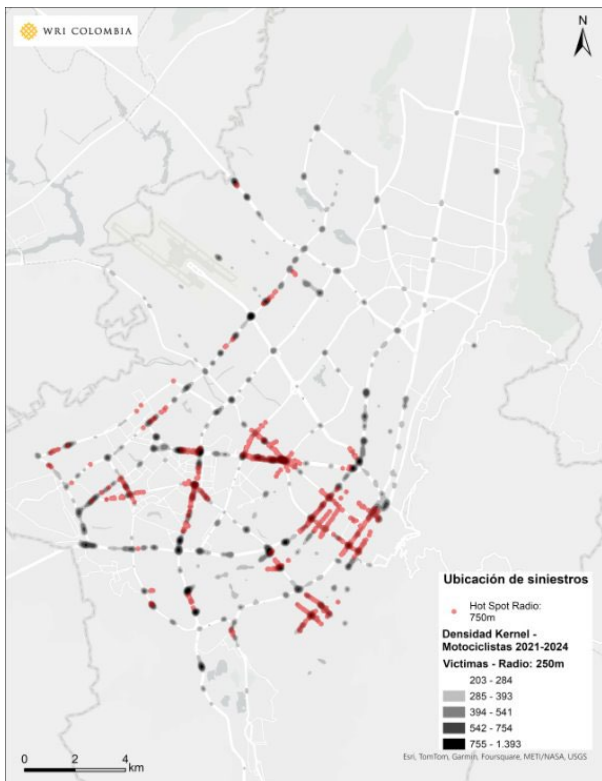 WRI COLOMBIA
N
Ubicación de siniestros
Hot Spot Radio:
750m
Densidad Kernel -
Motociclistas 2021-2024
Victimas - Radio: 250m
203 - 284
285 - 393
394 - 541
542 - 754
755 - 1.393
Esri, TomTom, Garmin, Foursquare, METI/NASA, USGS
0 2 4
km